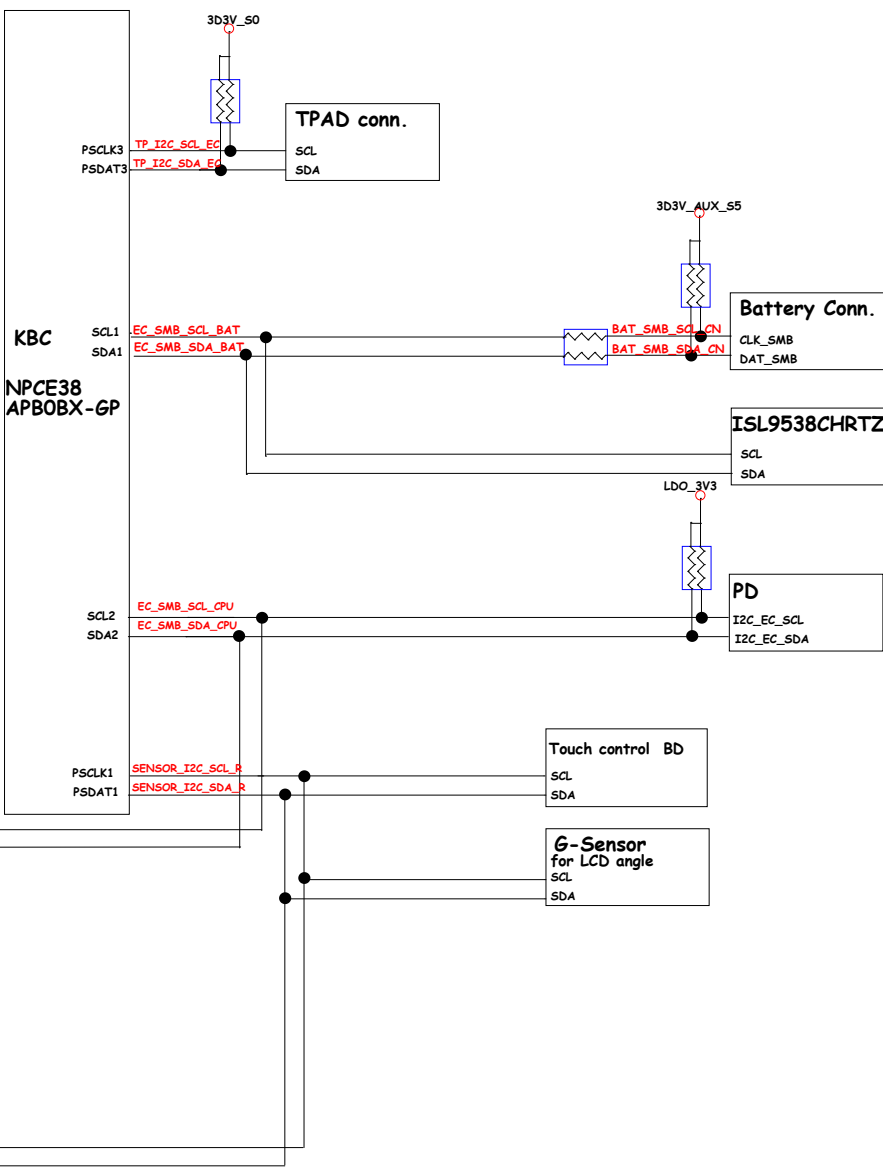 3D3V_S0
TPAD conn.
PSCLK3
TP_I2C_SCL_EC
SCL
PSDAT3
TP_I2C_SDA_EC
SDA
3D3V_AUX_S5
Battery Conn.
KBC
SCL1
EC_SMB_SCL_BAT
BAT_SMB_SCL_CN
CLK_SMB
SDA1
EC_SMB_SDA_BAT
BAT_SMB_SDA_CN
DAT_SMB
NPCE38
APB0BX-GP
ISL9538CHRTZ
SCL
SDA
LDO_3V3
PD
SCL2
EC_SMB_SCL_CPU
I2C_EC_SCL
SDA2
EC_SMB_SDA_CPU
I2C_EC_SDA
Touch control BD
PSCLK1
SENSOR_I2C_SCL_R
SCL
PSDAT1
SENSOR_I2C_SDA_R
SDA
G-Sensor
for LCD angle
SCL
SDA